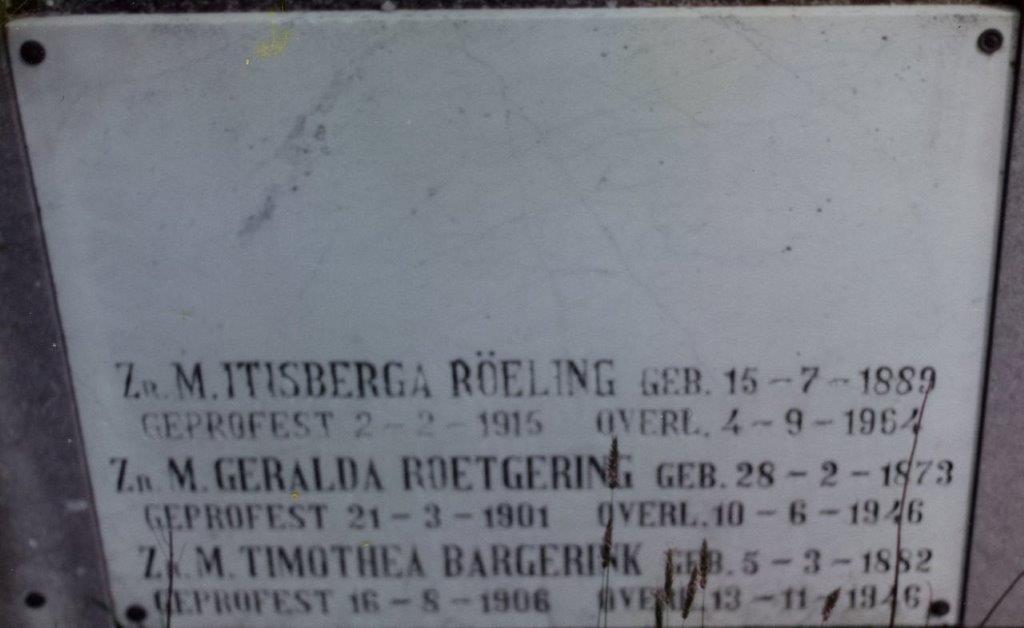 Zr. M. ITISBERGA RÖELING GEB. 15 - 7 - 1889
GEPROFEST 2 - 2 - 1915 OVERL. 4 - 9 - 1964
Zr. M. GERALDA ROETGERING GEB. 28 - 2 - 1873
GEPROFEST 21 - 3 - 1901 OVERL. 10 - 6 - 1946
Zr. M. TIMOTHEA BARGERINK GEB. 5 - 3 - 1882
GEPROFEST 16 - 8 - 1906 OVERL. 13 - 11 - 1946